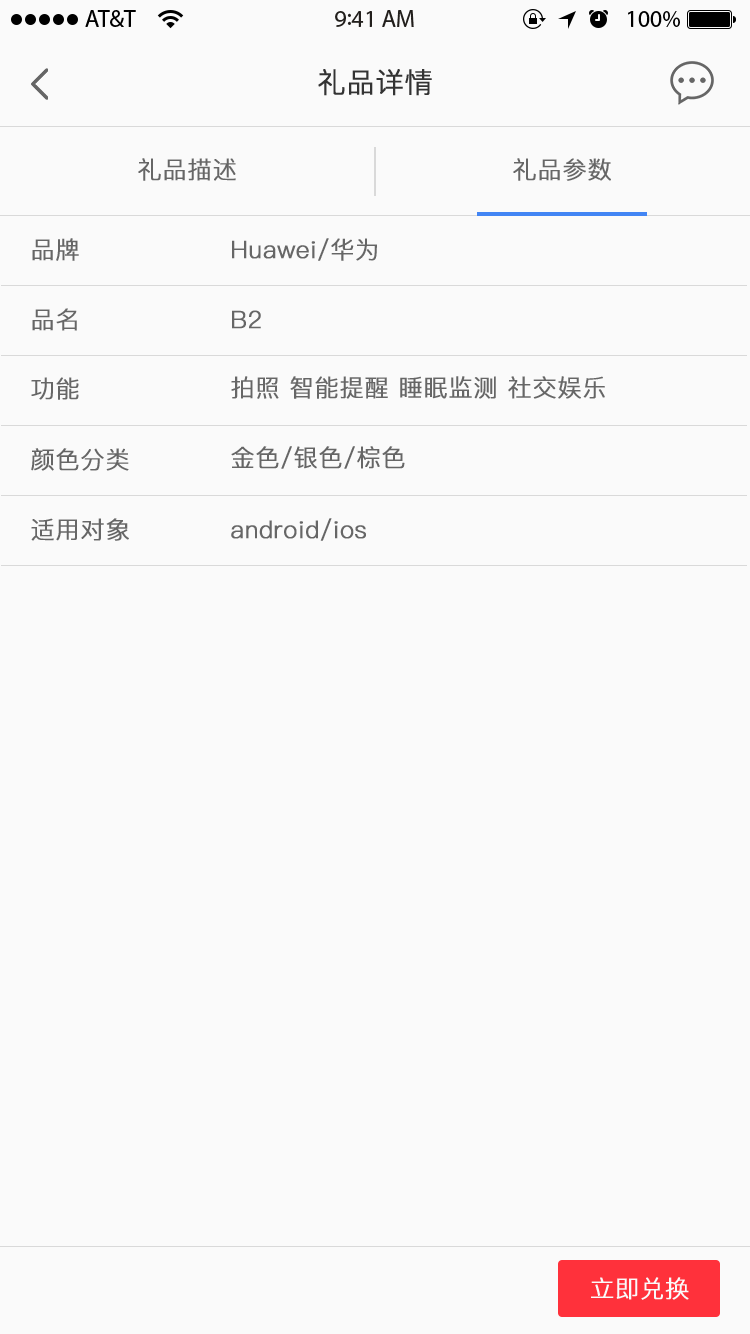 AT&T 9:41 AM 100%
礼品详情
礼品描述 礼品参数
品牌 Huawei/华为
品名 B2
功能 拍照 智能提醒 睡眠监测 社交娱乐
颜色分类 金色/银色/棕色
适用对象 android/ios
立即兑换